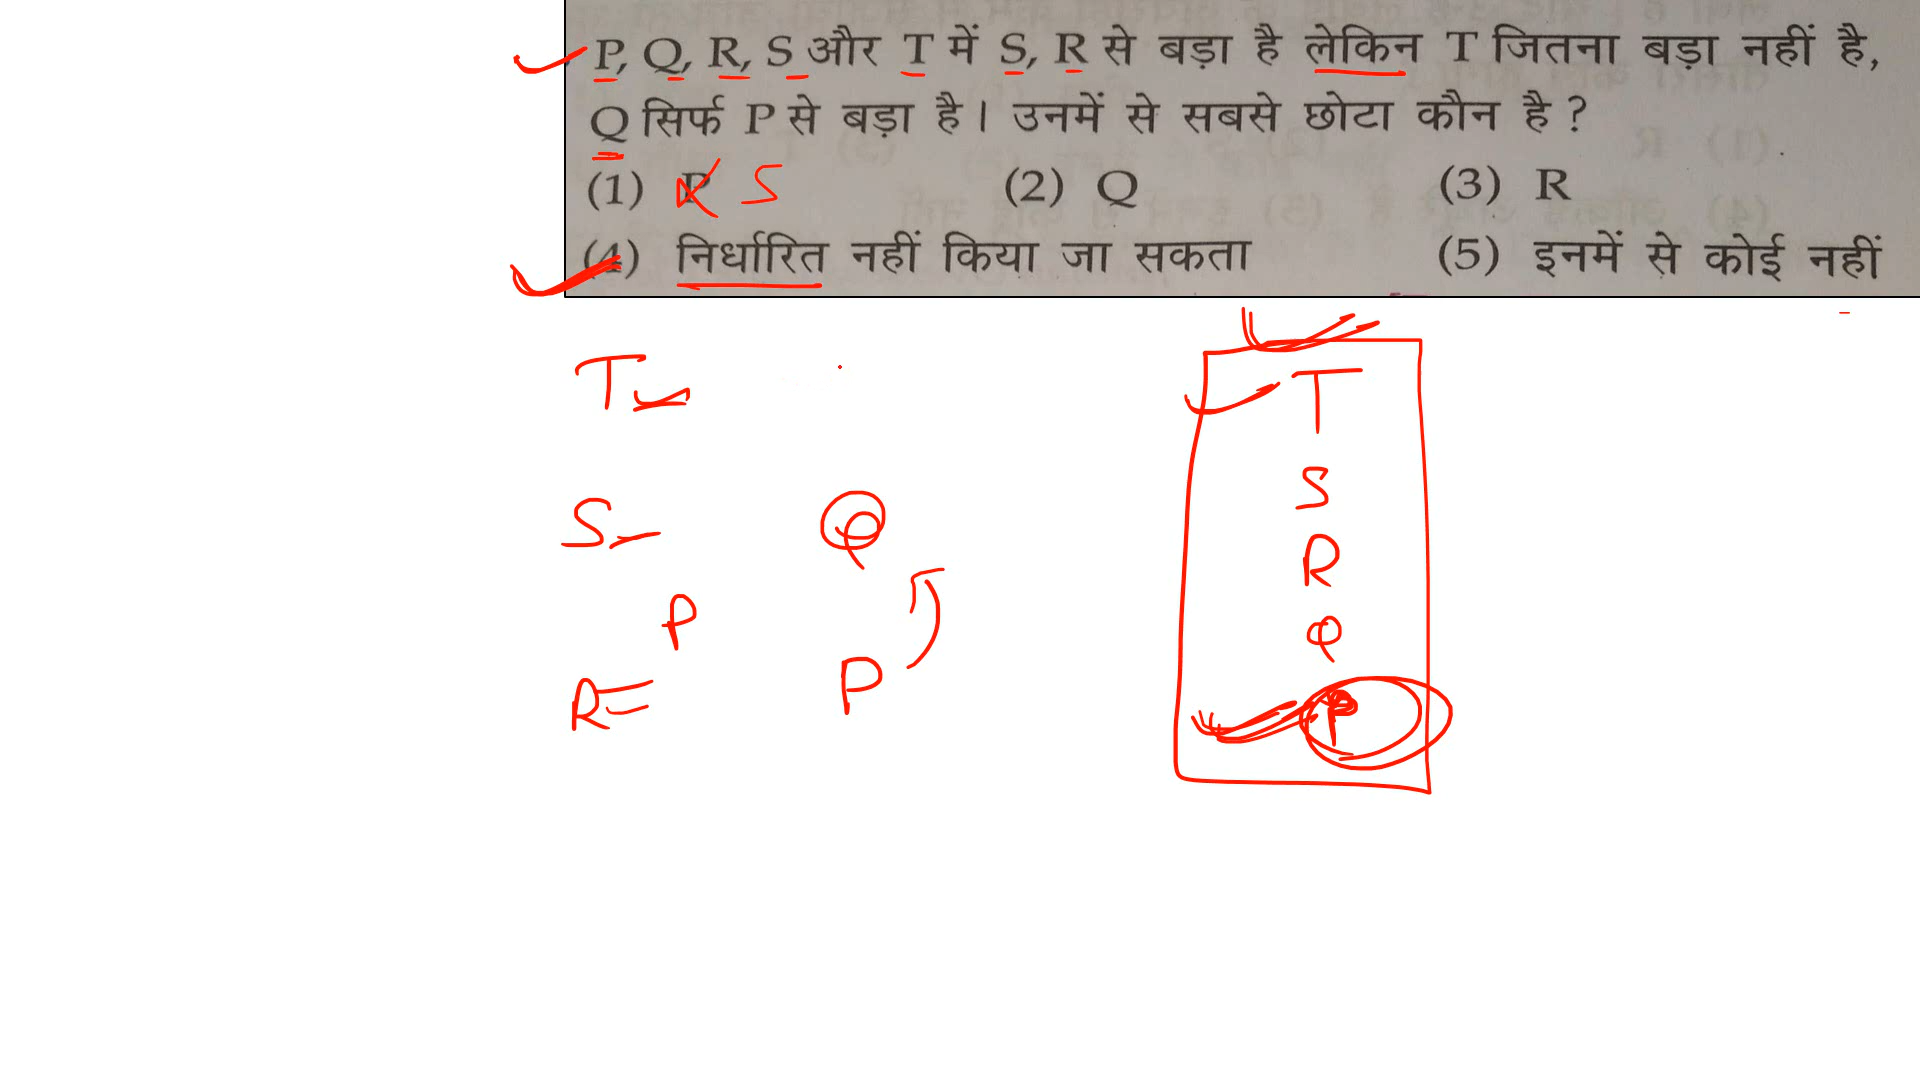 P, Q, R, S और T में S, R से बड़ा है लेकिन T जितना बड़ा नहीं है,
Q सिर्फ P से बड़ा है। उनमें से सबसे छोटा कौन है ?
(1) P S (2) Q (3) R
(4) निर्धारित नहीं किया जा सकता (5) इनमें से कोई नहीं
T
S Q
P
R P
T
S
R
Q
P